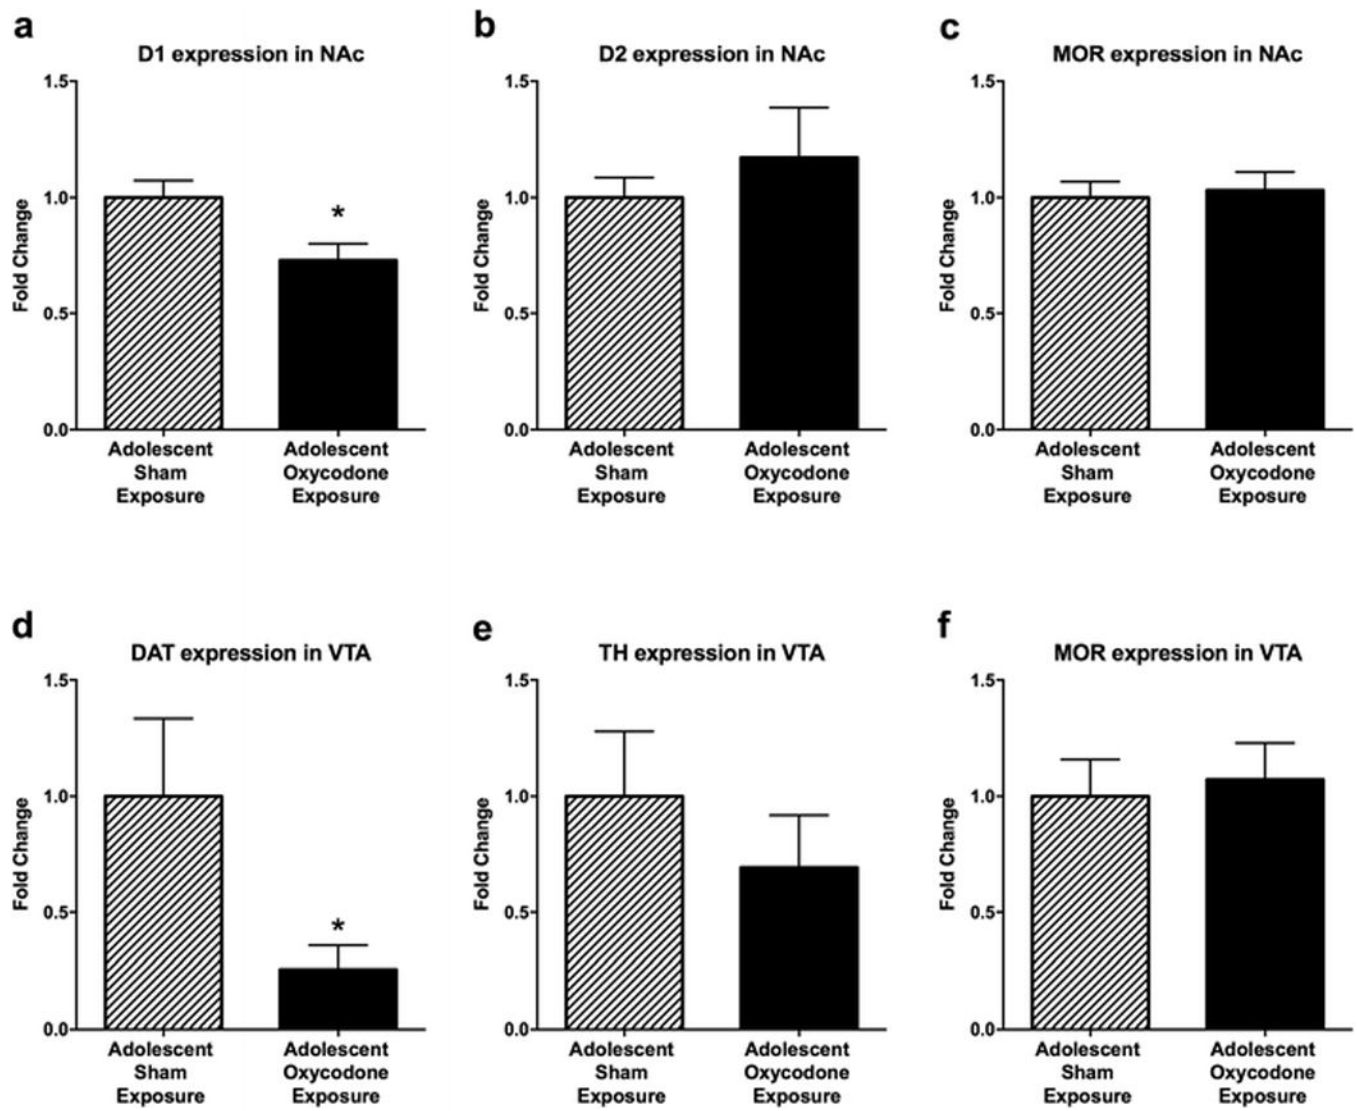 a
D1 expression in NAc
1.5
1.0
0.5
0.0
Fold Change
*
Adolescent
Sham
Exposure
Adolescent
Oxycodone
Exposure
b
D2 expression in NAc
1.5
1.0
0.5
0.0
Fold Change
Adolescent
Sham
Exposure
Adolescent
Oxycodone
Exposure
c
MOR expression in NAc
1.5
1.0
0.5
0.0
Fold Change
Adolescent
Sham
Exposure
Adolescent
Oxycodone
Exposure
d
DAT expression in VTA
1.5
1.0
0.5
0.0
Fold Change
*
Adolescent
Sham
Exposure
Adolescent
Oxycodone
Exposure
e
TH expression in VTA
1.5
1.0
0.5
0.0
Fold Change
Adolescent
Sham
Exposure
Adolescent
Oxycodone
Exposure
f
MOR expression in VTA
1.5
1.0
0.5
0.0
Fold Change
Adolescent
Sham
Exposure
Adolescent
Oxycodone
Exposure